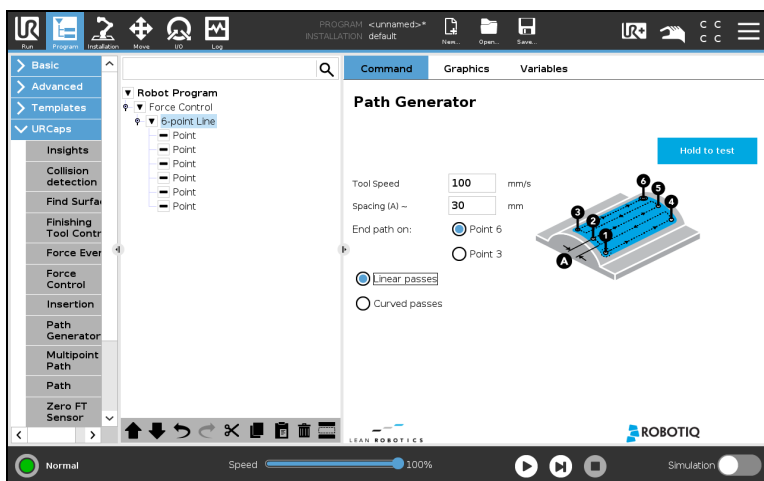 PROGRAM <unnamed>*
INSTALLATION default
UR
Run
Program
Installation
Move
I/O
Log
New...
Open...
Save...
UR+
C C
C C
Basic
Advanced
Templates
URCaps
Insights
Collision
detection
Find Surfa
Finishing
Tool Contr
Force Ever
Force
Control
Insertion
Path
Generator
Multipoint
Path
Path
Zero FT
Sensor
Robot Program
Force Control
6-point Line
Point
Point
Point
Point
Point
Point
Command Graphics Variables
Path Generator
Hold to test
Tool Speed 100 mm/s
Spacing (A) ~ 30 mm
End path on: Point 6
Point 3
Linear passes
Curved passes
6
5
4
3
2
1
A
LEAN ROBOTICS
ROBOTIQ
Normal
Speed 100%
Simulation